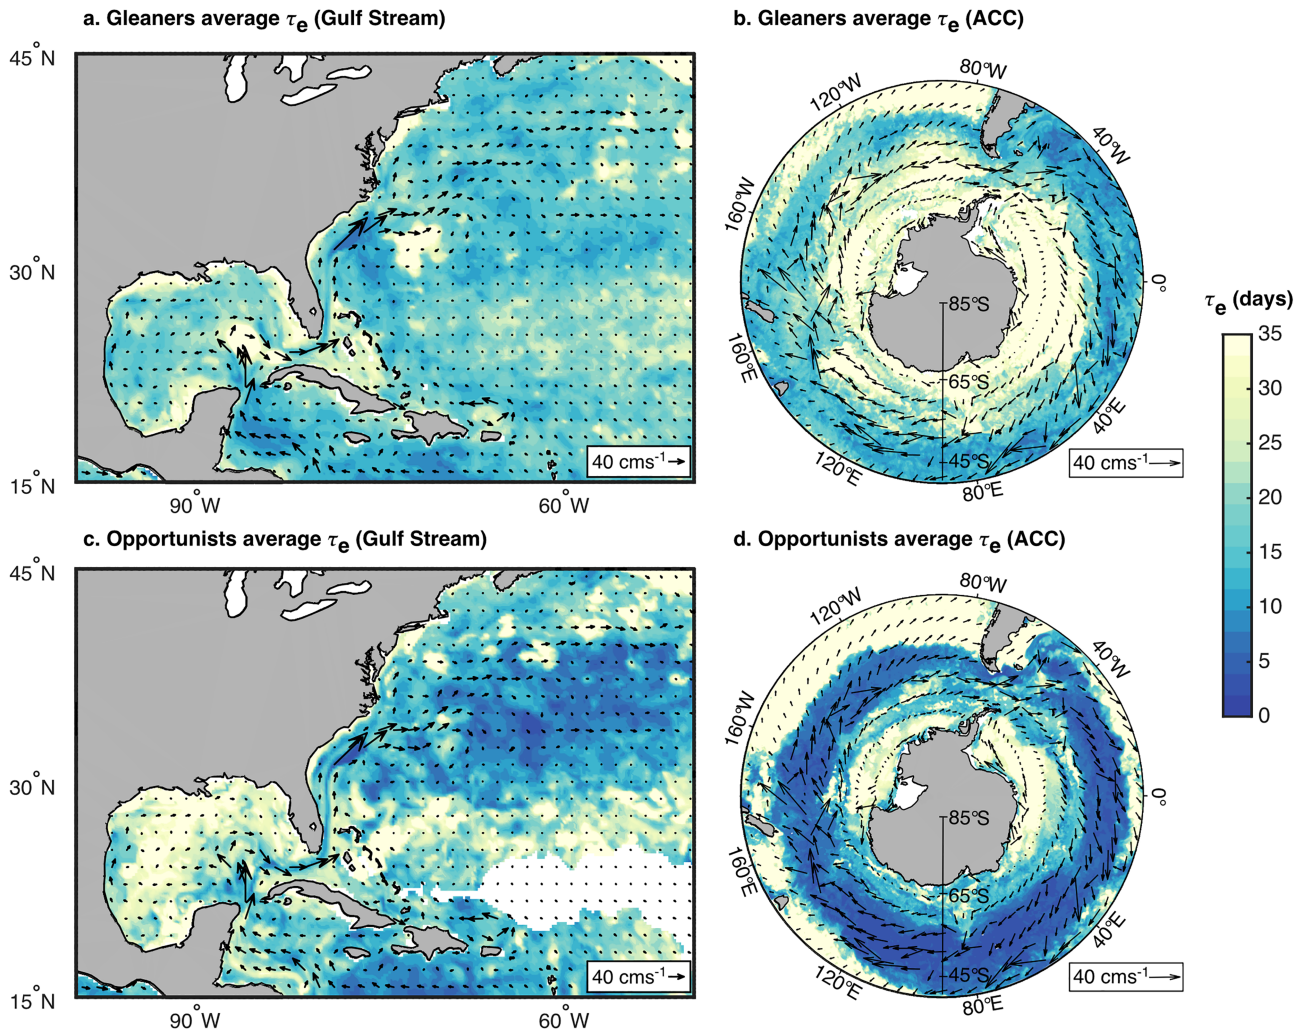 a. Gleaners average τe (Gulf Stream)
45°N
30°N
15°N
90°W
60°W
40 cms-1
b. Gleaners average τe (ACC)
80°W
120°W
40°W
160°W
0°
85°S
160°E
65°S
40°E
45°S
120°E
80°E
40 cms-1
τe (days)
35
30
25
20
15
10
5
0
c. Opportunists average τe (Gulf Stream)
45°N
30°N
15°N
90°W
60°W
40 cms-1
d. Opportunists average τe (ACC)
80°W
120°W
40°W
160°W
0°
85°S
160°E
65°S
40°E
45°S
120°E
80°E
40 cms-1